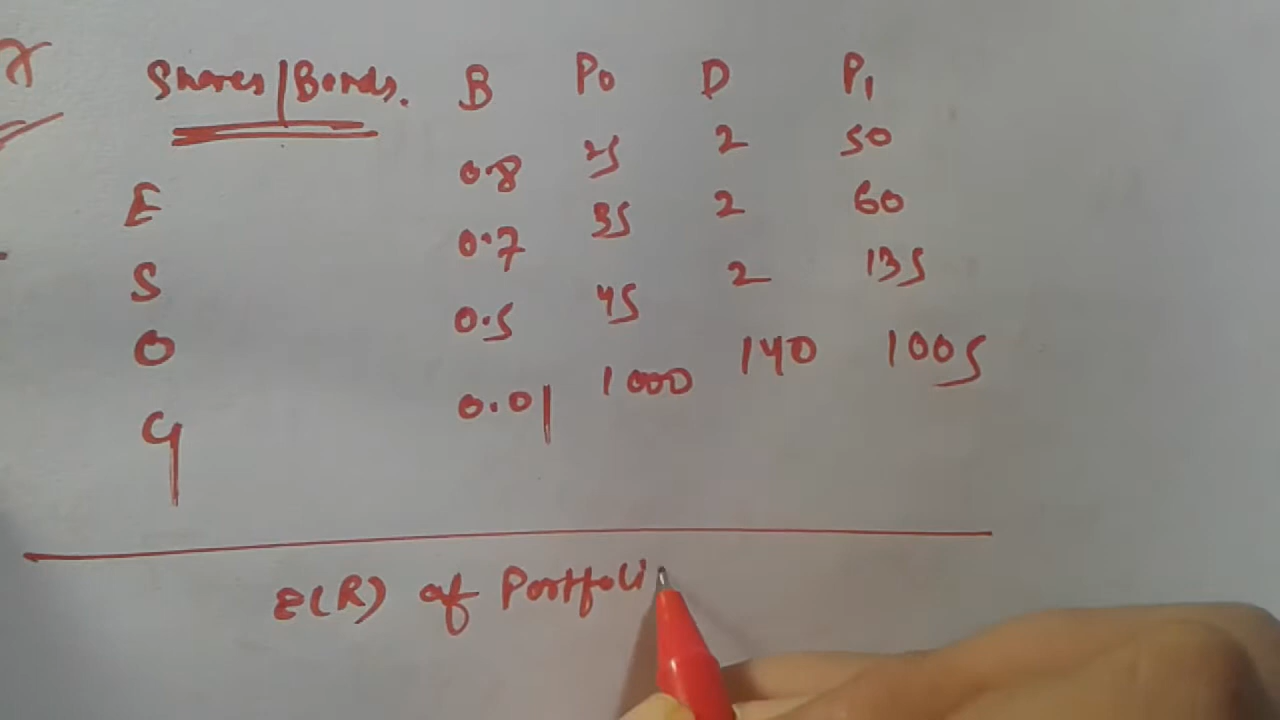 Shares/Bonds. B P0 D P1
E 0.8 25 2 50
S 0.7 35 2 60
O 0.5 45 2 135
G 0.01 1000 140 1005
E(R) of Portfoli